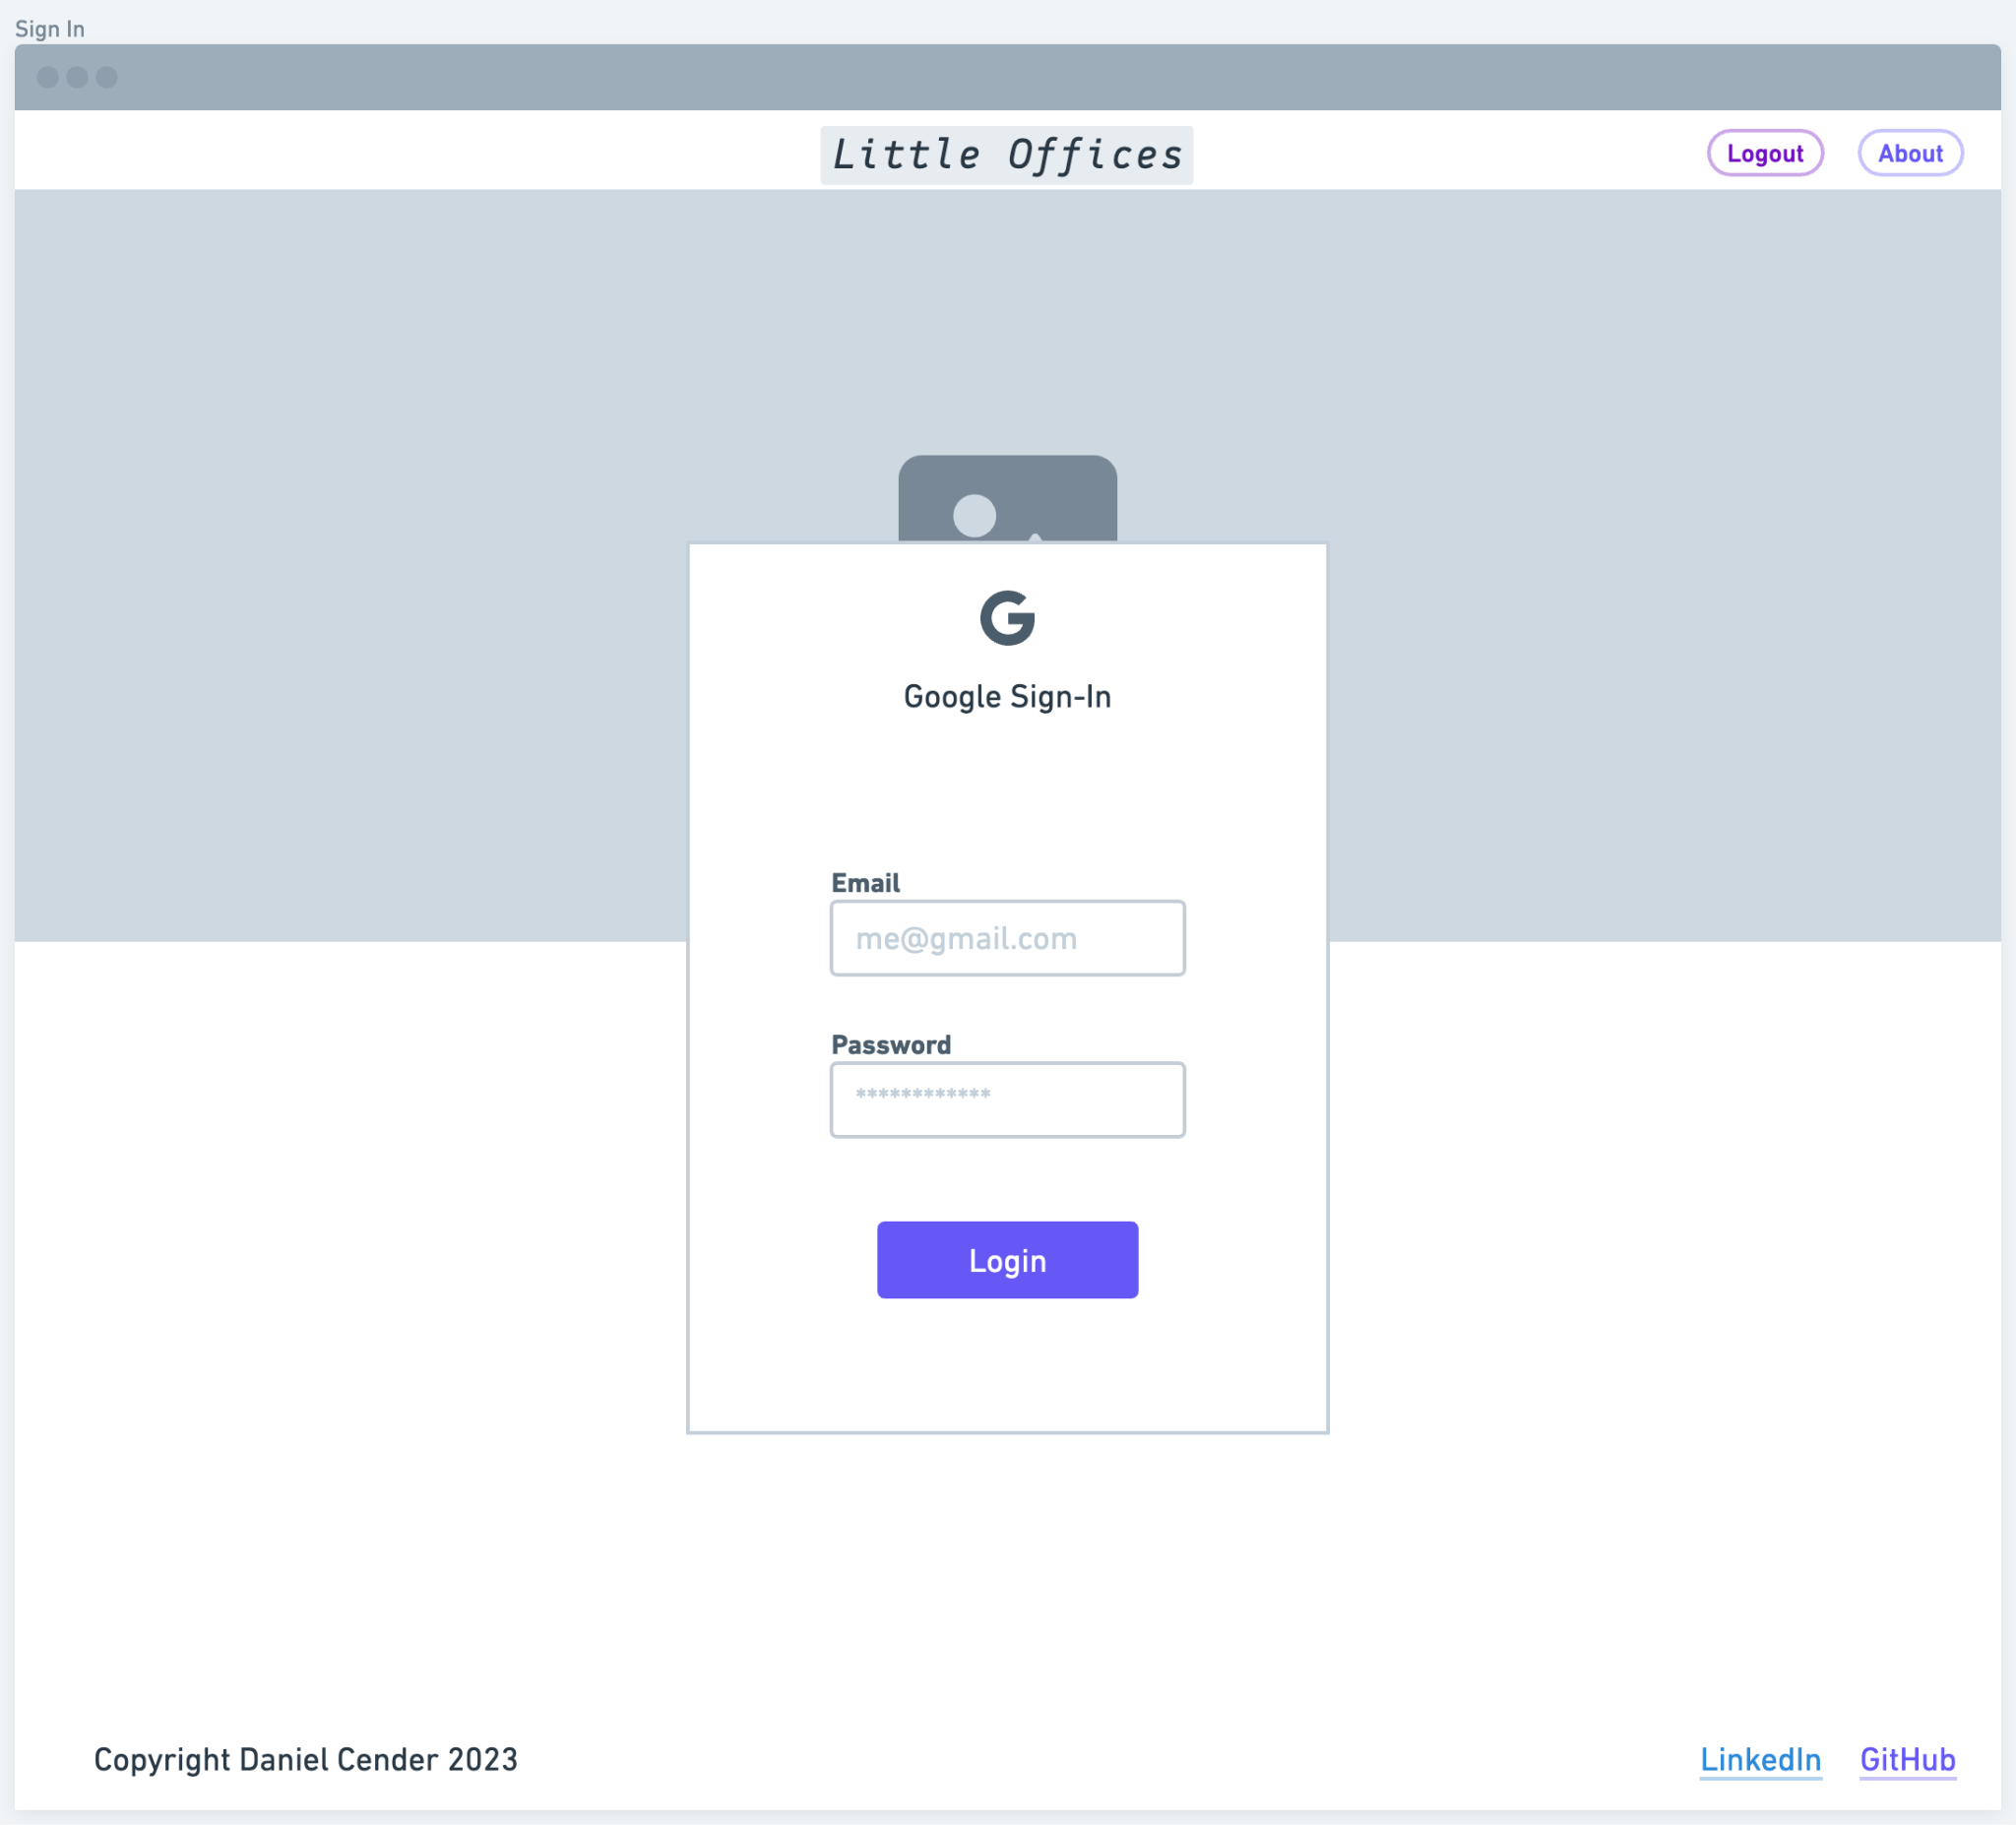 Sign In
Little Offices
Logout
About
Google Sign-In
Email
me@gmail.com
Password
************
Login
Copyright Daniel Cender 2023
LinkedIn
GitHub